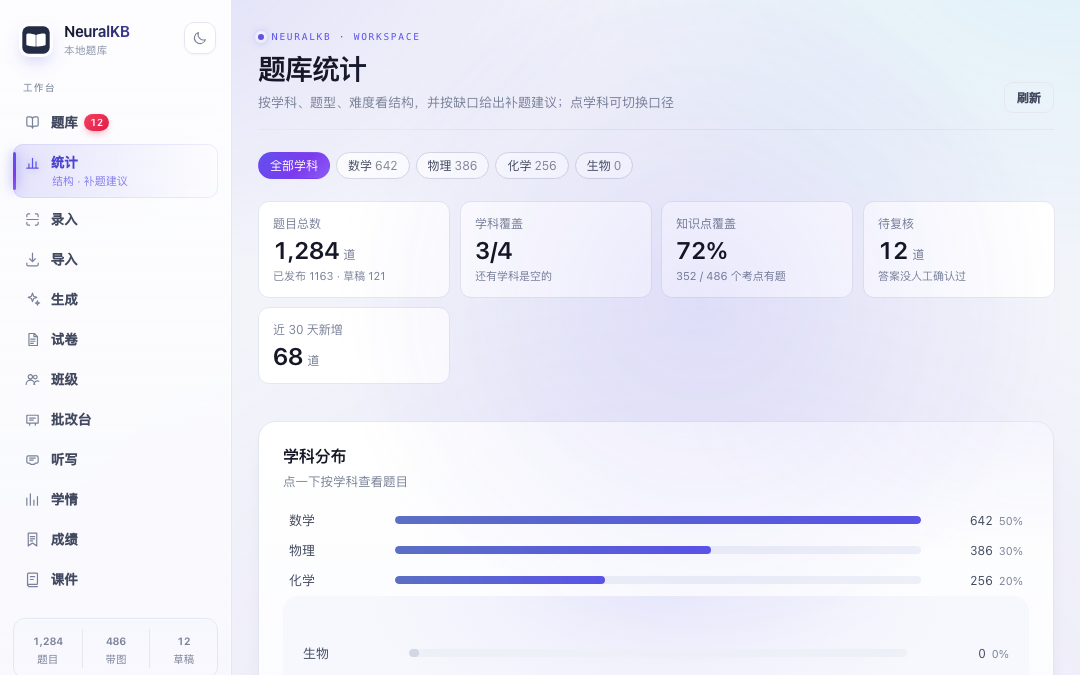 NeuralKB
本地题库
工作台
题库 12
统计
结构 · 补题建议
录入
导入
生成
试卷
班级
批改台
听写
学情
成绩
课件
1,284 486 12
题目 带图 草稿
NEURALKB · WORKSPACE
题库统计
按学科、题型、难度看结构，并按缺口给出补题建议；点学科可切换口径
刷新
全部学科 数学 642 物理 386 化学 256 生物 0
题目总数
1,284 道
已发布 1163 · 草稿 121
学科覆盖
3/4
还有学科是空的
知识点覆盖
72%
352 / 486 个考点有题
待复核
12 道
答案没人工确认过
近 30 天新增
68 道
学科分布
点一下按学科查看题目
数学 642 50%
物理 386 30%
化学 256 20%
生物 0 0%